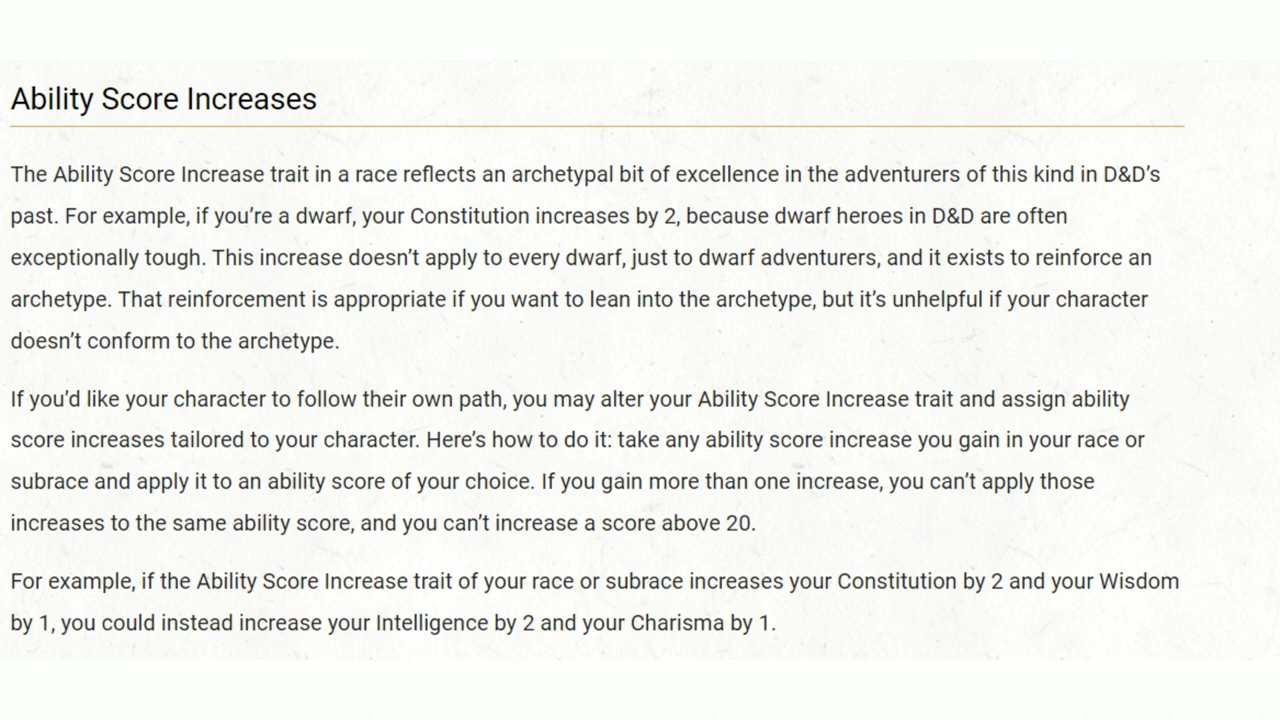 Ability Score Increases
The Ability Score Increase trait in a race reflects an archetypal bit of excellence in the adventurers of this kind in D&D’s
past. For example, if you’re a dwarf, your Constitution increases by 2, because dwarf heroes in D&D are often
exceptionally tough. This increase doesn’t apply to every dwarf, just to dwarf adventurers, and it exists to reinforce an
archetype. That reinforcement is appropriate if you want to lean into the archetype, but it’s unhelpful if your character
doesn’t conform to the archetype.
If you’d like your character to follow their own path, you may alter your Ability Score Increase trait and assign ability
score increases tailored to your character. Here’s how to do it: take any ability score increase you gain in your race or
subrace and apply it to an ability score of your choice. If you gain more than one increase, you can’t apply those
increases to the same ability score, and you can’t increase a score above 20.
For example, if the Ability Score Increase trait of your race or subrace increases your Constitution by 2 and your Wisdom
by 1, you could instead increase your Intelligence by 2 and your Charisma by 1.